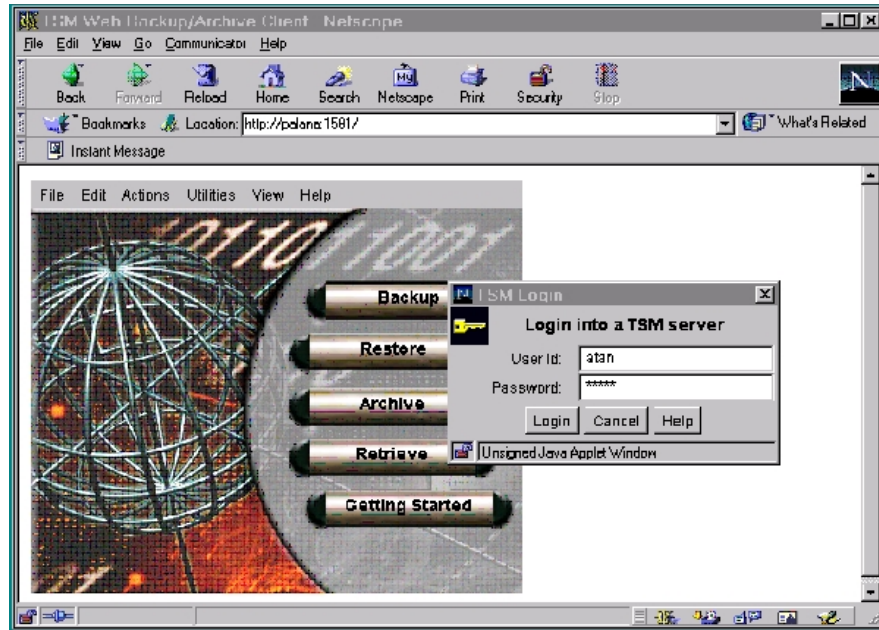 TSM Web Backup/Archive Client - Netscape
File Edit View Go Communicator Help
Back Forward Reload Home Search Netscape Print Security Stop
Bookmarks Location: http://palana:1581/ What's Related
Instant Message
File Edit Actions Utilities View Help
1011011011001
Backup
TSM Login
Login into a TSM server
Restore
User Id: atan
Password: *****
Archive
Login Cancel Help
Retrieve
Unsigned Java Applet Window
Getting Started